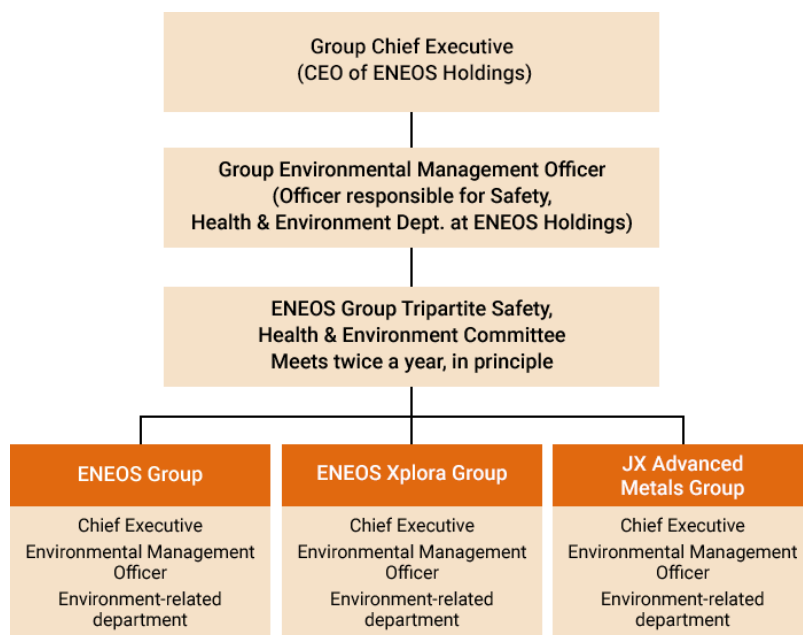 Group Chief Executive
(CEO of ENEOS Holdings)
Group Environmental Management Officer
(Officer responsible for Safety,
Health & Environment Dept. at ENEOS Holdings)
ENEOS Group Tripartite Safety,
Health & Environment Committee
Meets twice a year, in principle
ENEOS Group
Chief Executive
Environmental Management
Officer
Environment-related
department
ENEOS Xplora Group
Chief Executive
Environmental Management
Officer
Environment-related
department
JX Advanced
Metals Group
Chief Executive
Environmental Management
Officer
Environment-related
department